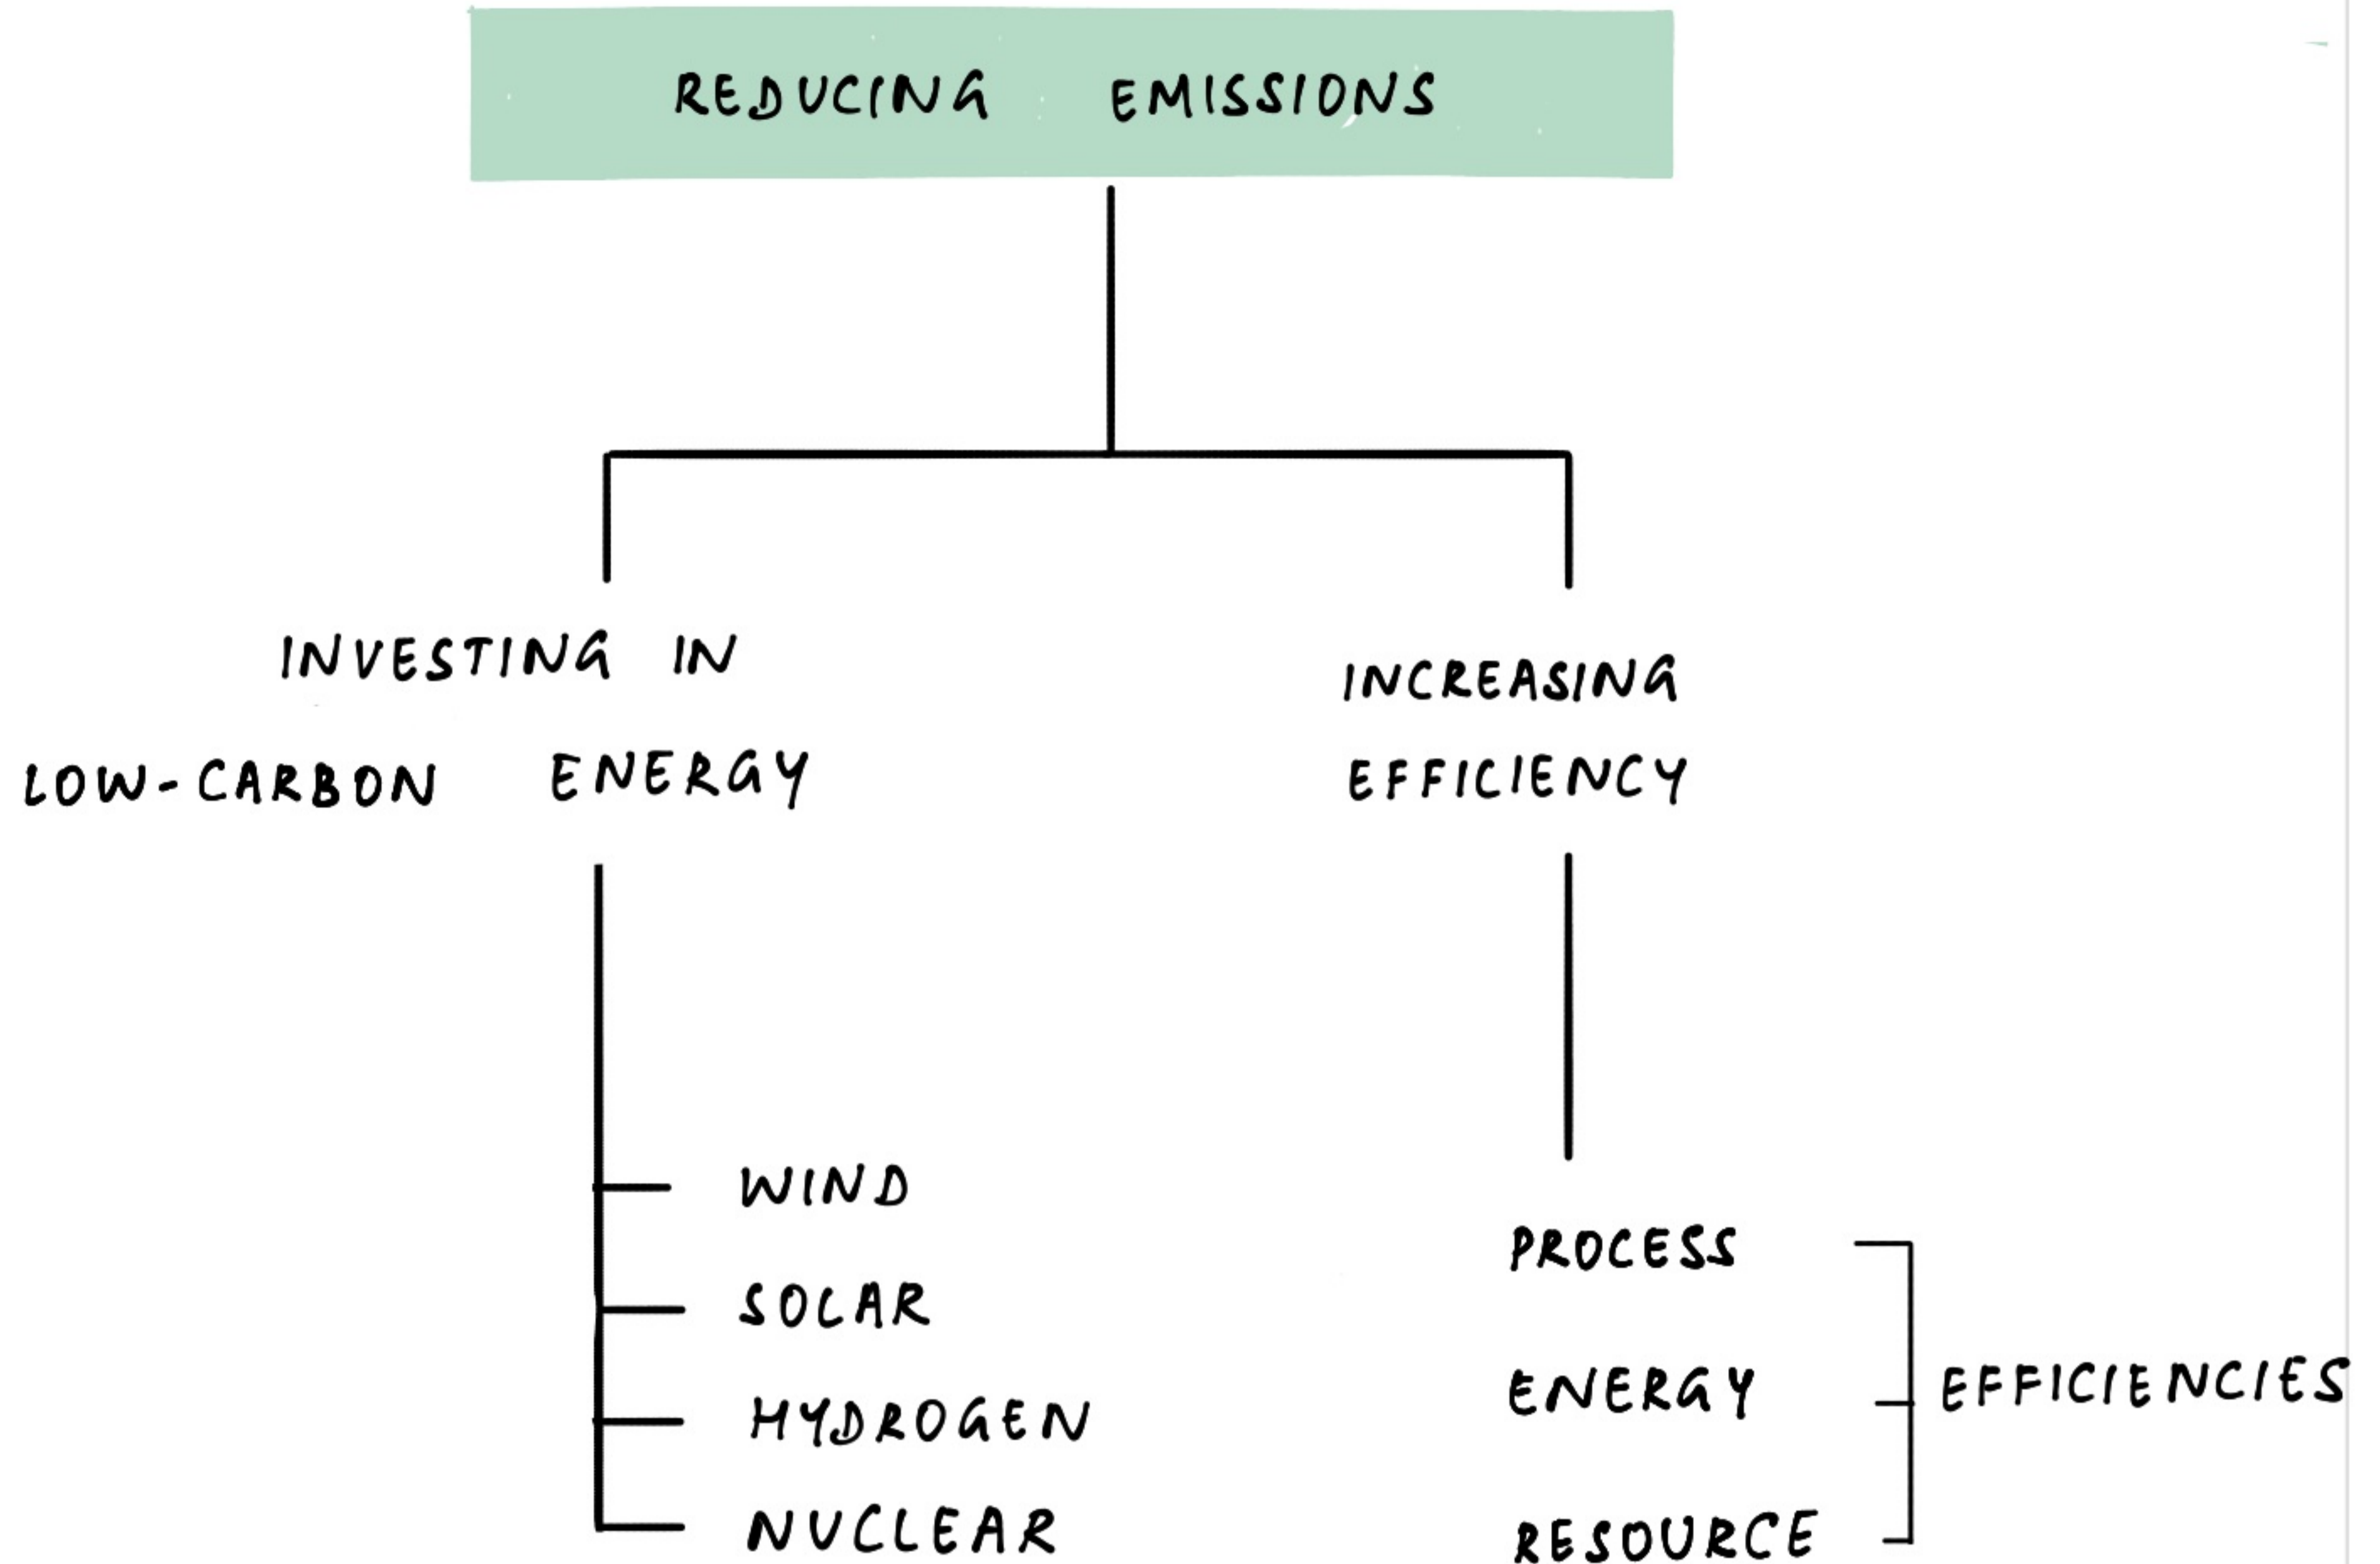 REDUCING EMISSIONS
INVESTING IN
LOW-CARBON ENERGY
INCREASING
EFFICIENCY
WIND
SOLAR
HYDROGEN
NUCLEAR
PROCESS
ENERGY
RESOURCE
EFFICIENCIES